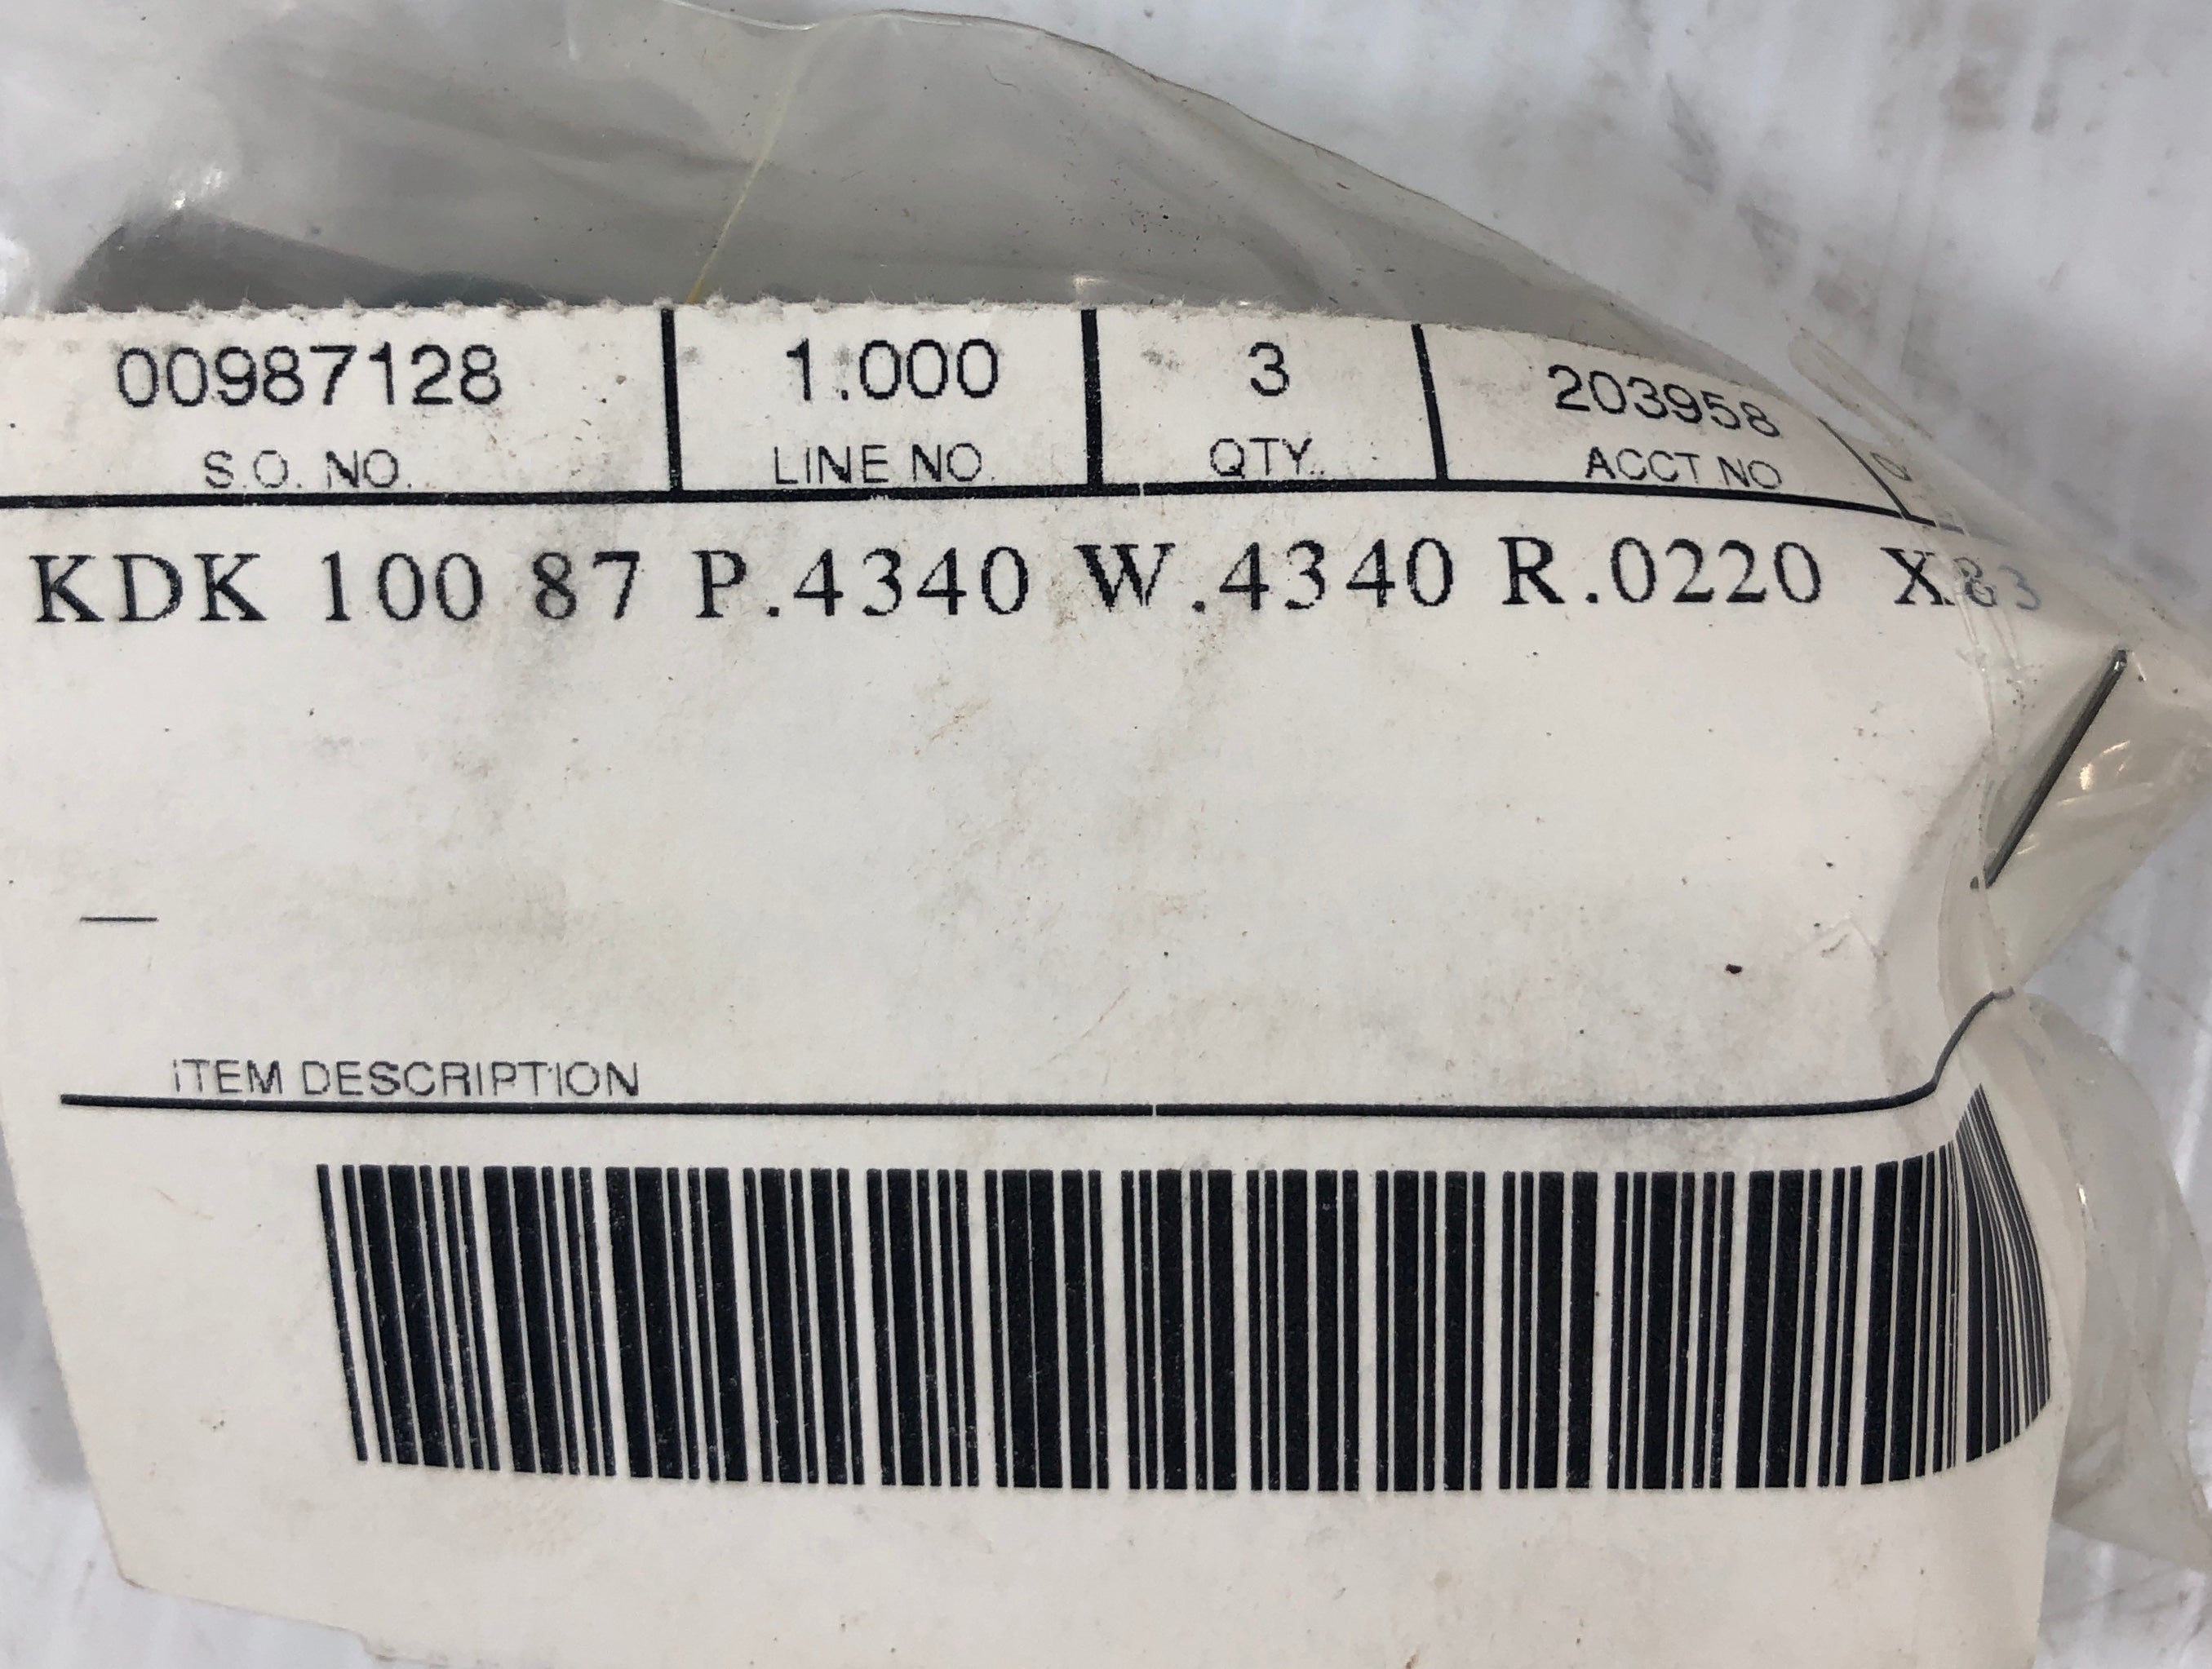 00987128 1.000 3 203958
S.O. NO. LINE NO. QTY. ACCT NO
KDK 100 87 P.4340 W.4340 R.0220 X83
ITEM DESCRIPTION